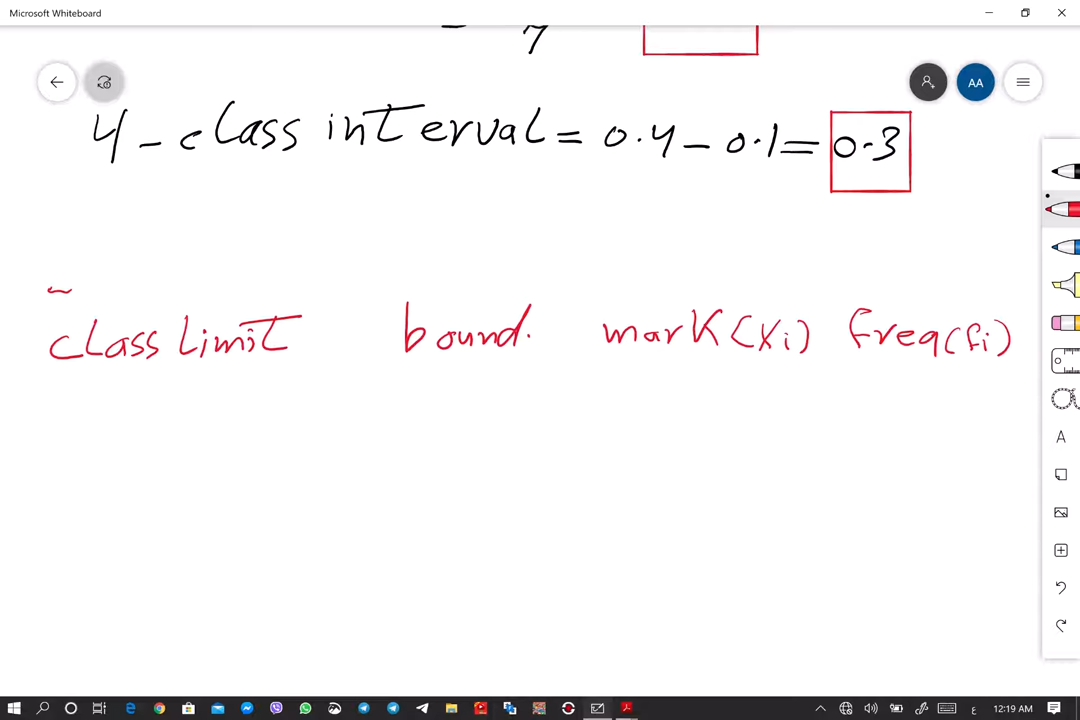 Microsoft Whiteboard
AA
4 - class interval = 0.4 - 0.1 = 0.3
class Limit bound. mark(xi) freq(fi)
A
12:19 AM